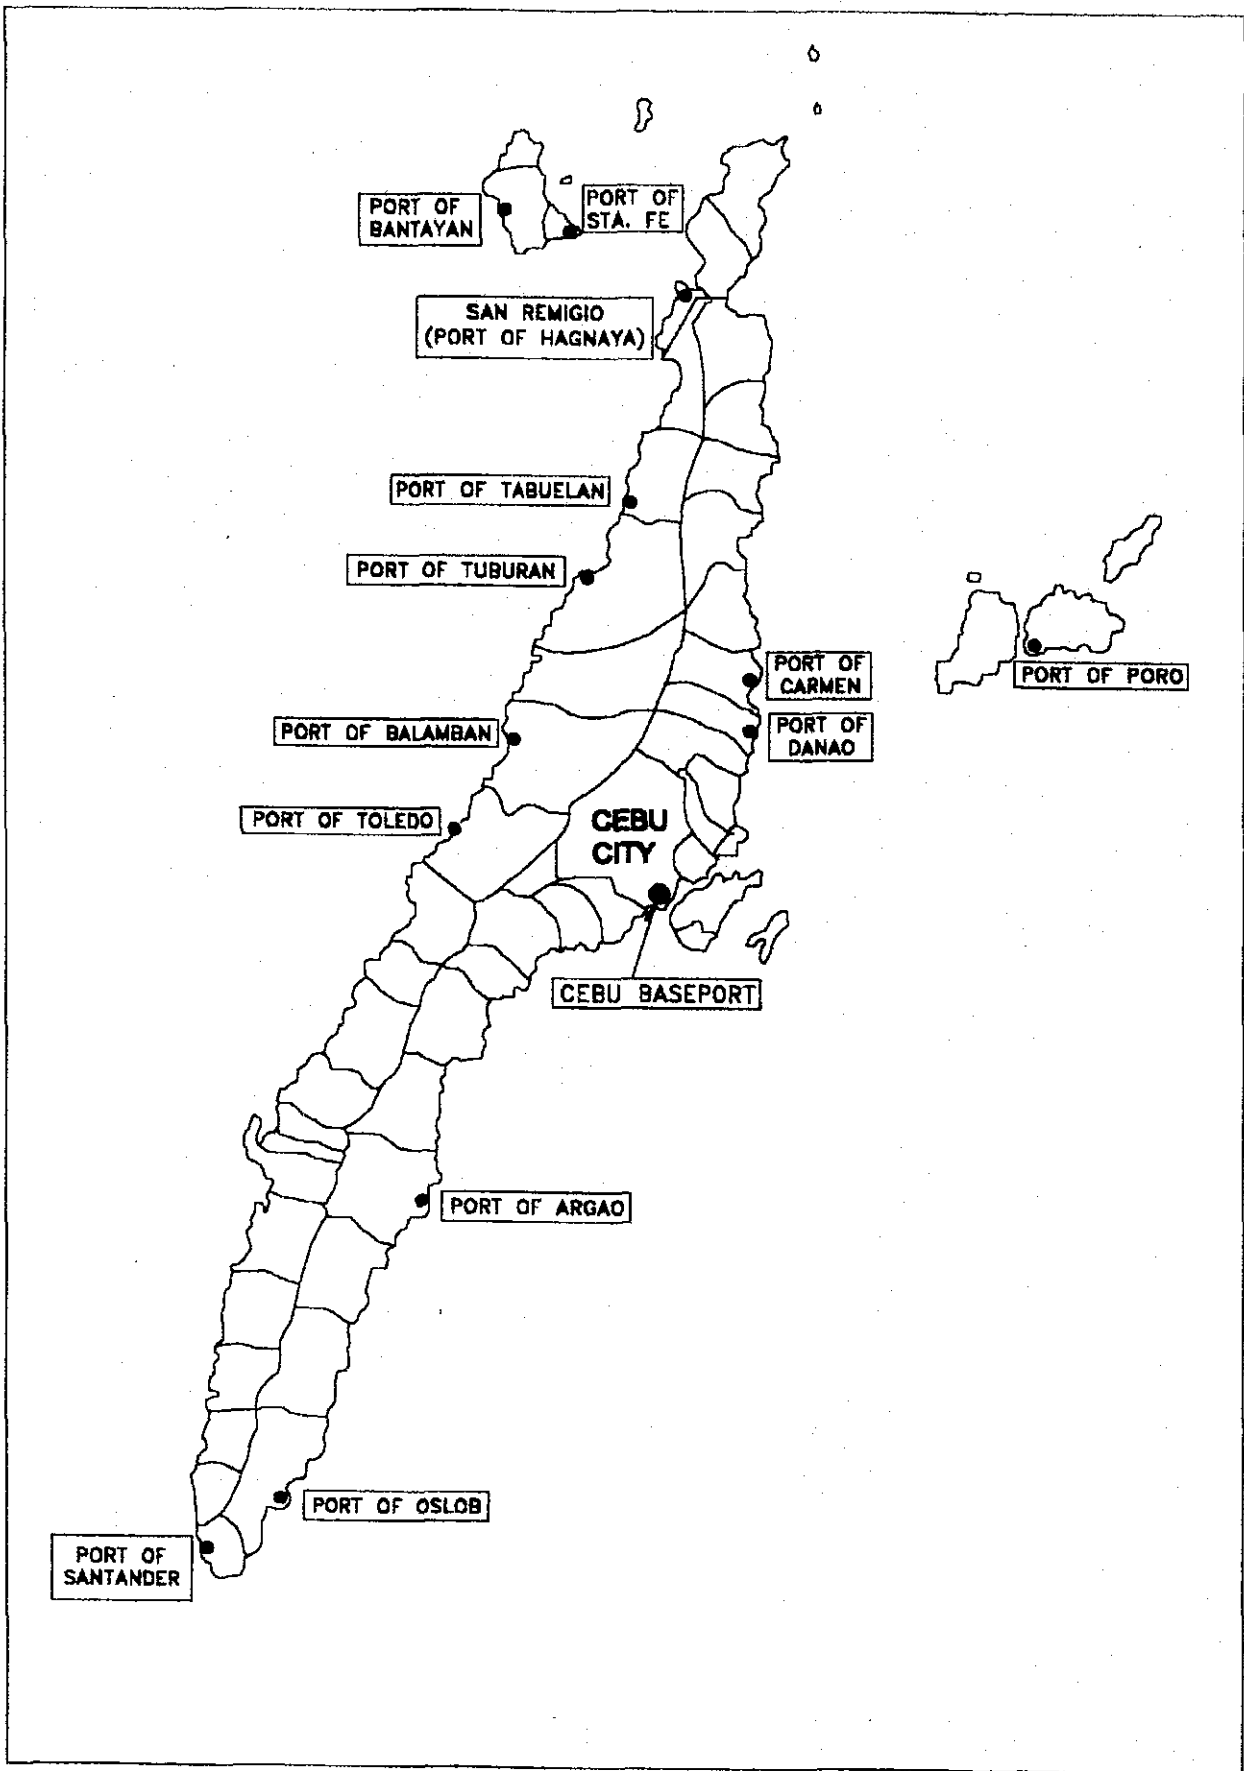 PORT OF
BANTAYAN
PORT OF
STA. FE
SAN REMIGIO
(PORT OF HAGNAYA)
PORT OF TABUELAN
PORT OF TUBURAN
PORT OF
CARMEN
PORT OF PORO
PORT OF BALAMBAN
PORT OF
DANAO
PORT OF TOLEDO
CEBU
CITY
CEBU BASEPORT
PORT OF ARGAO
PORT OF OSLOB
PORT OF
SANTANDER